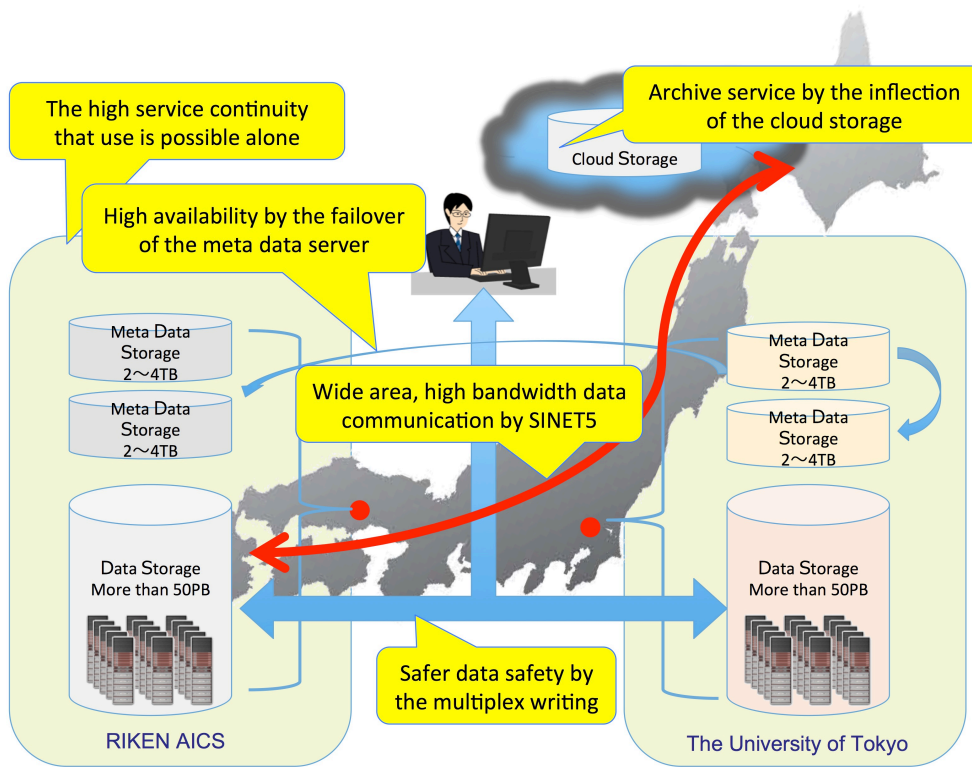 The high service continuity
that use is possible alone
Archive service by the inflection
of the cloud storage
Cloud Storage
High availability by the failover
of the meta data server
Meta Data
Storage
2～4TB
Meta Data
Storage
2～4TB
Meta Data
Storage
2～4TB
Meta Data
Storage
2～4TB
Wide area, high bandwidth data
communication by SINET5
Data Storage
More than 50PB
Data Storage
More than 50PB
Safer data safety by
the multiplex writing
RIKEN AICS
The University of Tokyo